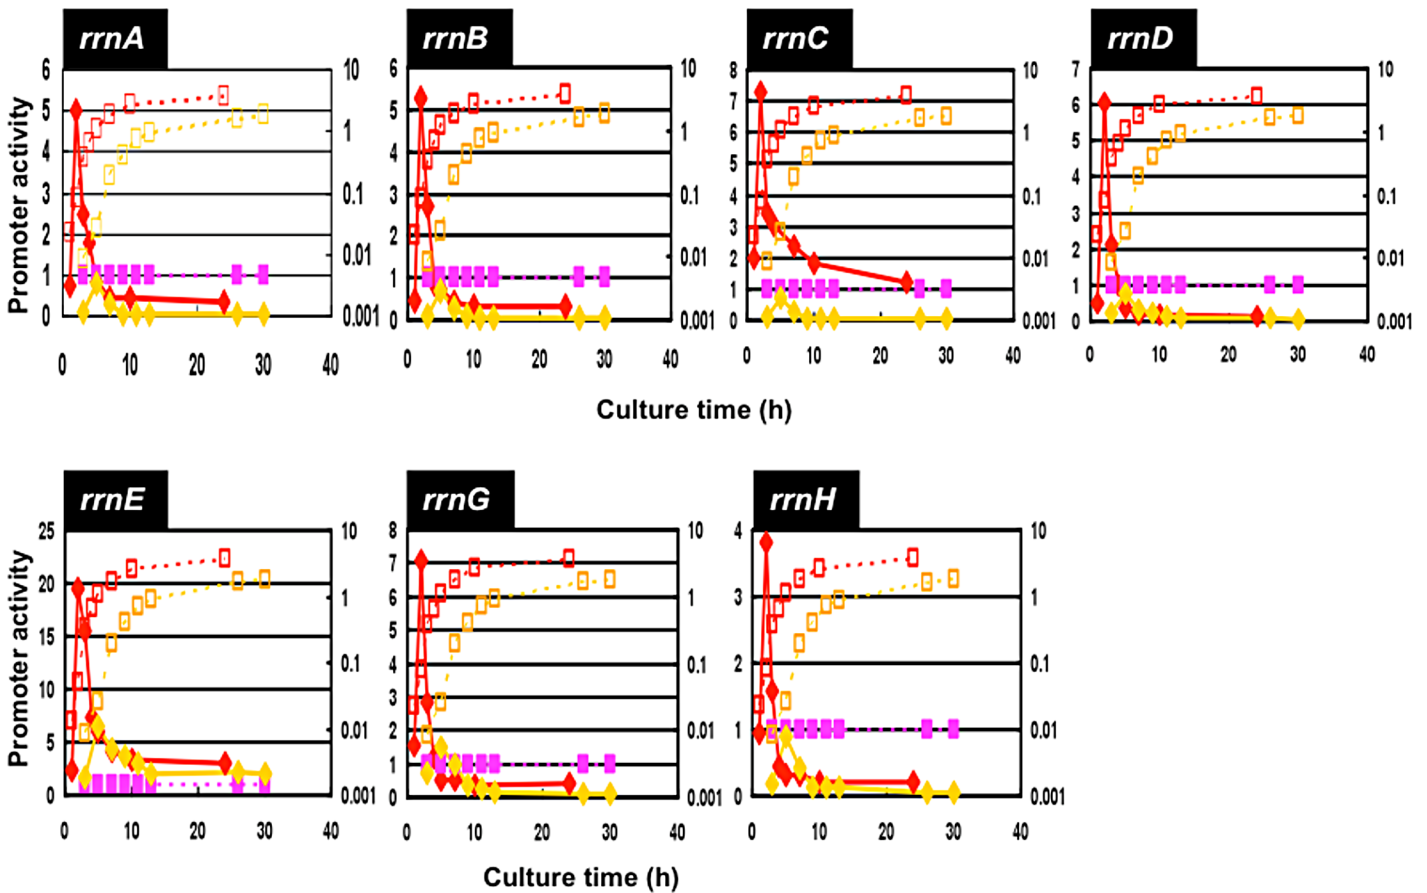 rrnA rrnB rrnC rrnD
Promoter activity
6 5 4 3 2 1 0
10 1 0.1 0.01 0.001
0 10 20 30 40
6 5 4 3 2 1 0
10 1 0.1 0.01 0.001
0 10 20 30 40
8 7 6 5 4 3 2 1 0
10 1 0.1 0.01 0.001
0 10 20 30 40
7 6 5 4 3 2 1 0
10 1 0.1 0.01 0.001
0 10 20 30 40
Culture time (h)
rrnE rrnG rrnH
Promoter activity
25 20 15 10 5 0
10 1 0.1 0.01 0.001
0 10 20 30 40
8 7 6 5 4 3 2 1 0
10 1 0.1 0.01 0.001
0 10 20 30 40
4 3 2 1 0
10 1 0.1 0.01 0.001
0 10 20 30 40
Culture time (h)